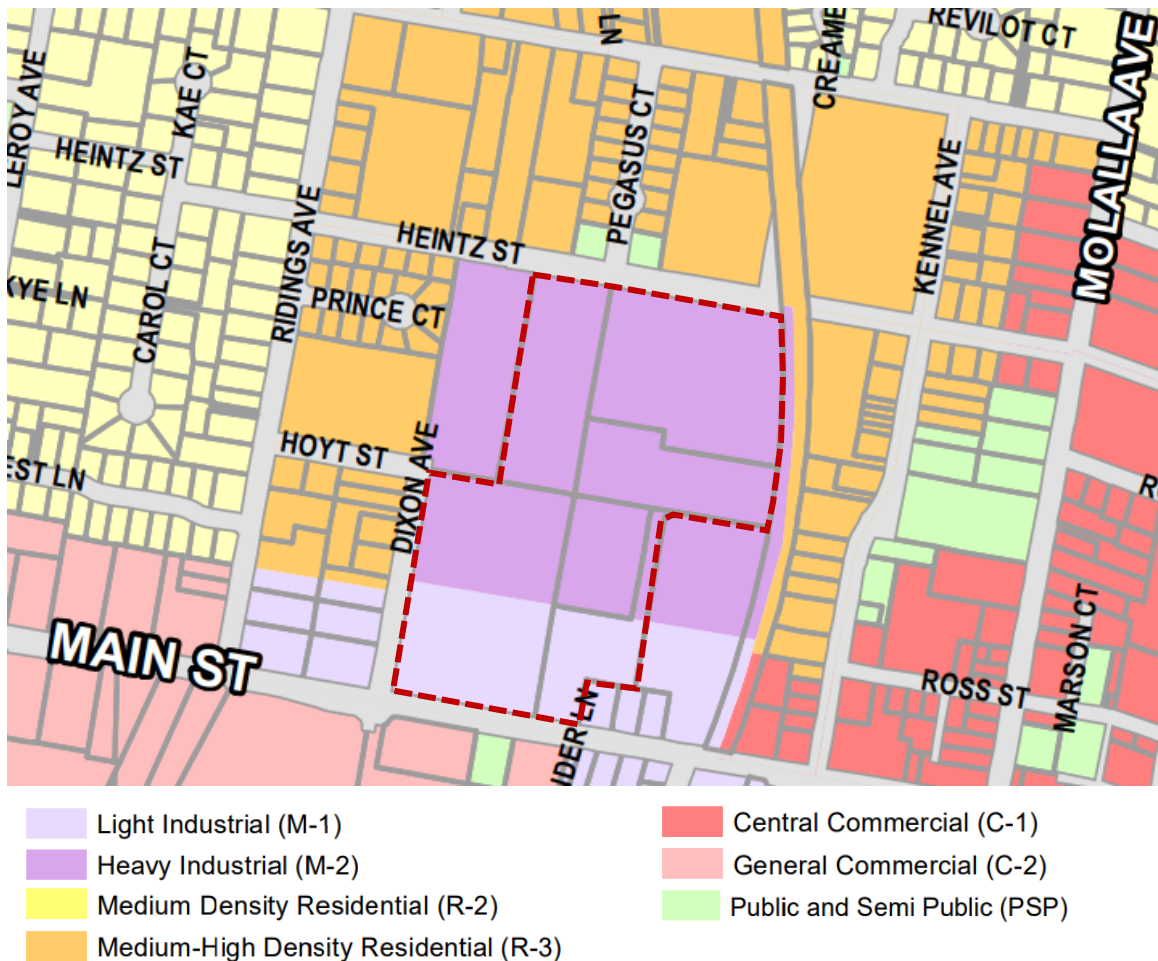 REVILOT CT
LN
CREAME
MOLALLA AVE
LEROY AVE
KAE CT
PEGASUS CT
HEINTZ ST
KENNEL AVE
RIDINGS AVE
HEINTZ ST
KYE LN
CAROL CT
PRINCE CT
HOYT ST
DIXON AVE
EST LN
R
MAIN ST
MARSON CT
ROSS ST
IDER LN
Light Industrial (M-1)
Heavy Industrial (M-2)
Medium Density Residential (R-2)
Medium-High Density Residential (R-3)
Central Commercial (C-1)
General Commercial (C-2)
Public and Semi Public (PSP)